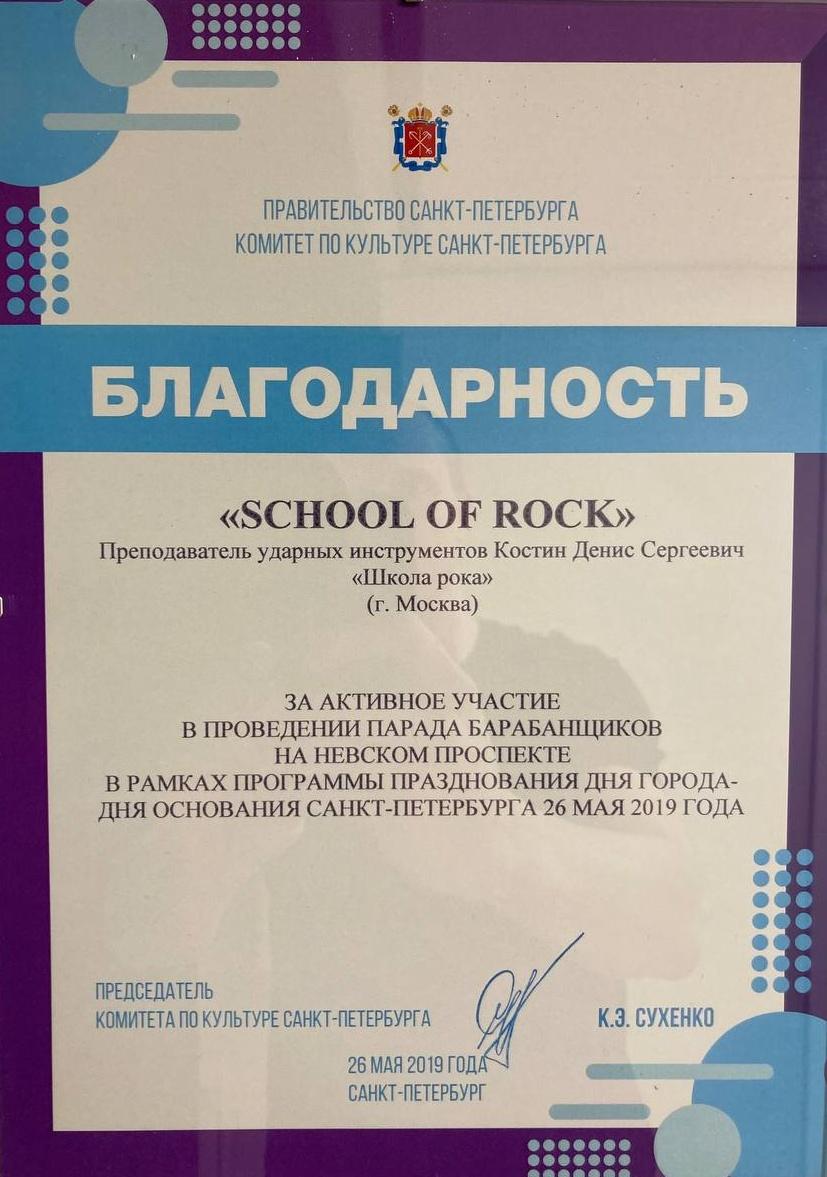 ПРАВИТЕЛЬСТВО САНКТ-ПЕТЕРБУРГА
КОМИТЕТ ПО КУЛЬТУРЕ САНКТ-ПЕТЕРБУРГА
БЛАГОДАРНОСТЬ
«SCHOOL OF ROCK»
Преподаватель ударных инструментов Костин Денис Сергеевич
«Школа рока»
(г. Москва)
ЗА АКТИВНОЕ УЧАСТИЕ
В ПРОВЕДЕНИИ ПАРАДА БАРАБАНЩИКОВ
НА НЕВСКОМ ПРОСПЕКТЕ
В РАМКАХ ПРОГРАММЫ ПРАЗДНОВАНИЯ ДНЯ ГОРОДА-
ДНЯ ОСНОВАНИЯ САНКТ-ПЕТЕРБУРГА 26 МАЯ 2019 ГОДА
ПРЕДСЕДАТЕЛЬ
КОМИТЕТА ПО КУЛЬТУРЕ САНКТ-ПЕТЕРБУРГА К.Э. СУХЕНКО
26 МАЯ 2019 ГОДА
САНКТ-ПЕТЕРБУРГ